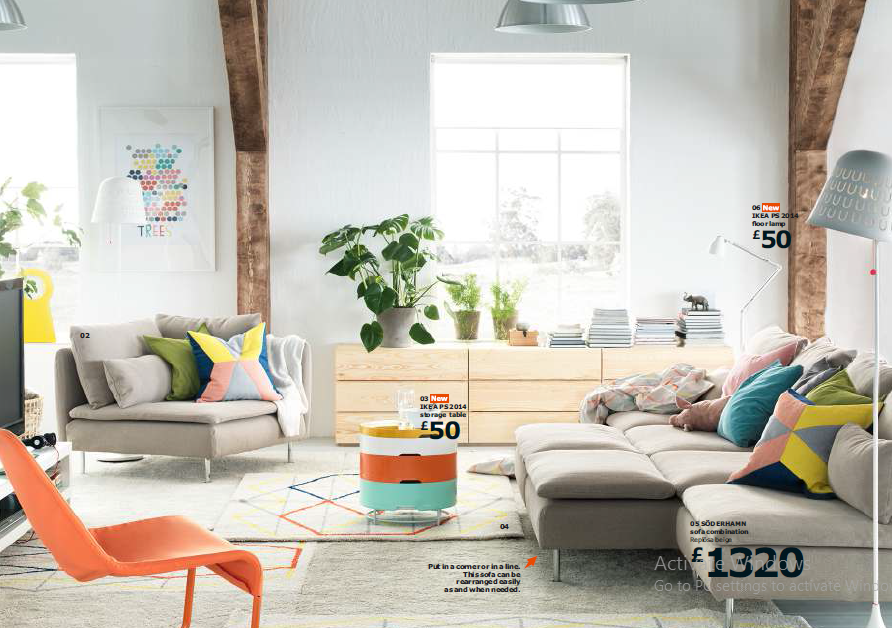 TREES
02
06 New
IKEA PS 2014
floor lamp
£50
03 New
IKEA PS 2014
storage table
£50
04
05 SÖDERHAMN
sofa combination
Replösa beige
£1320
Put in a corner or in a line.
This sofa can be
rearranged easily
as and when needed.
Activate Windows
Go to PC settings to activate Wind